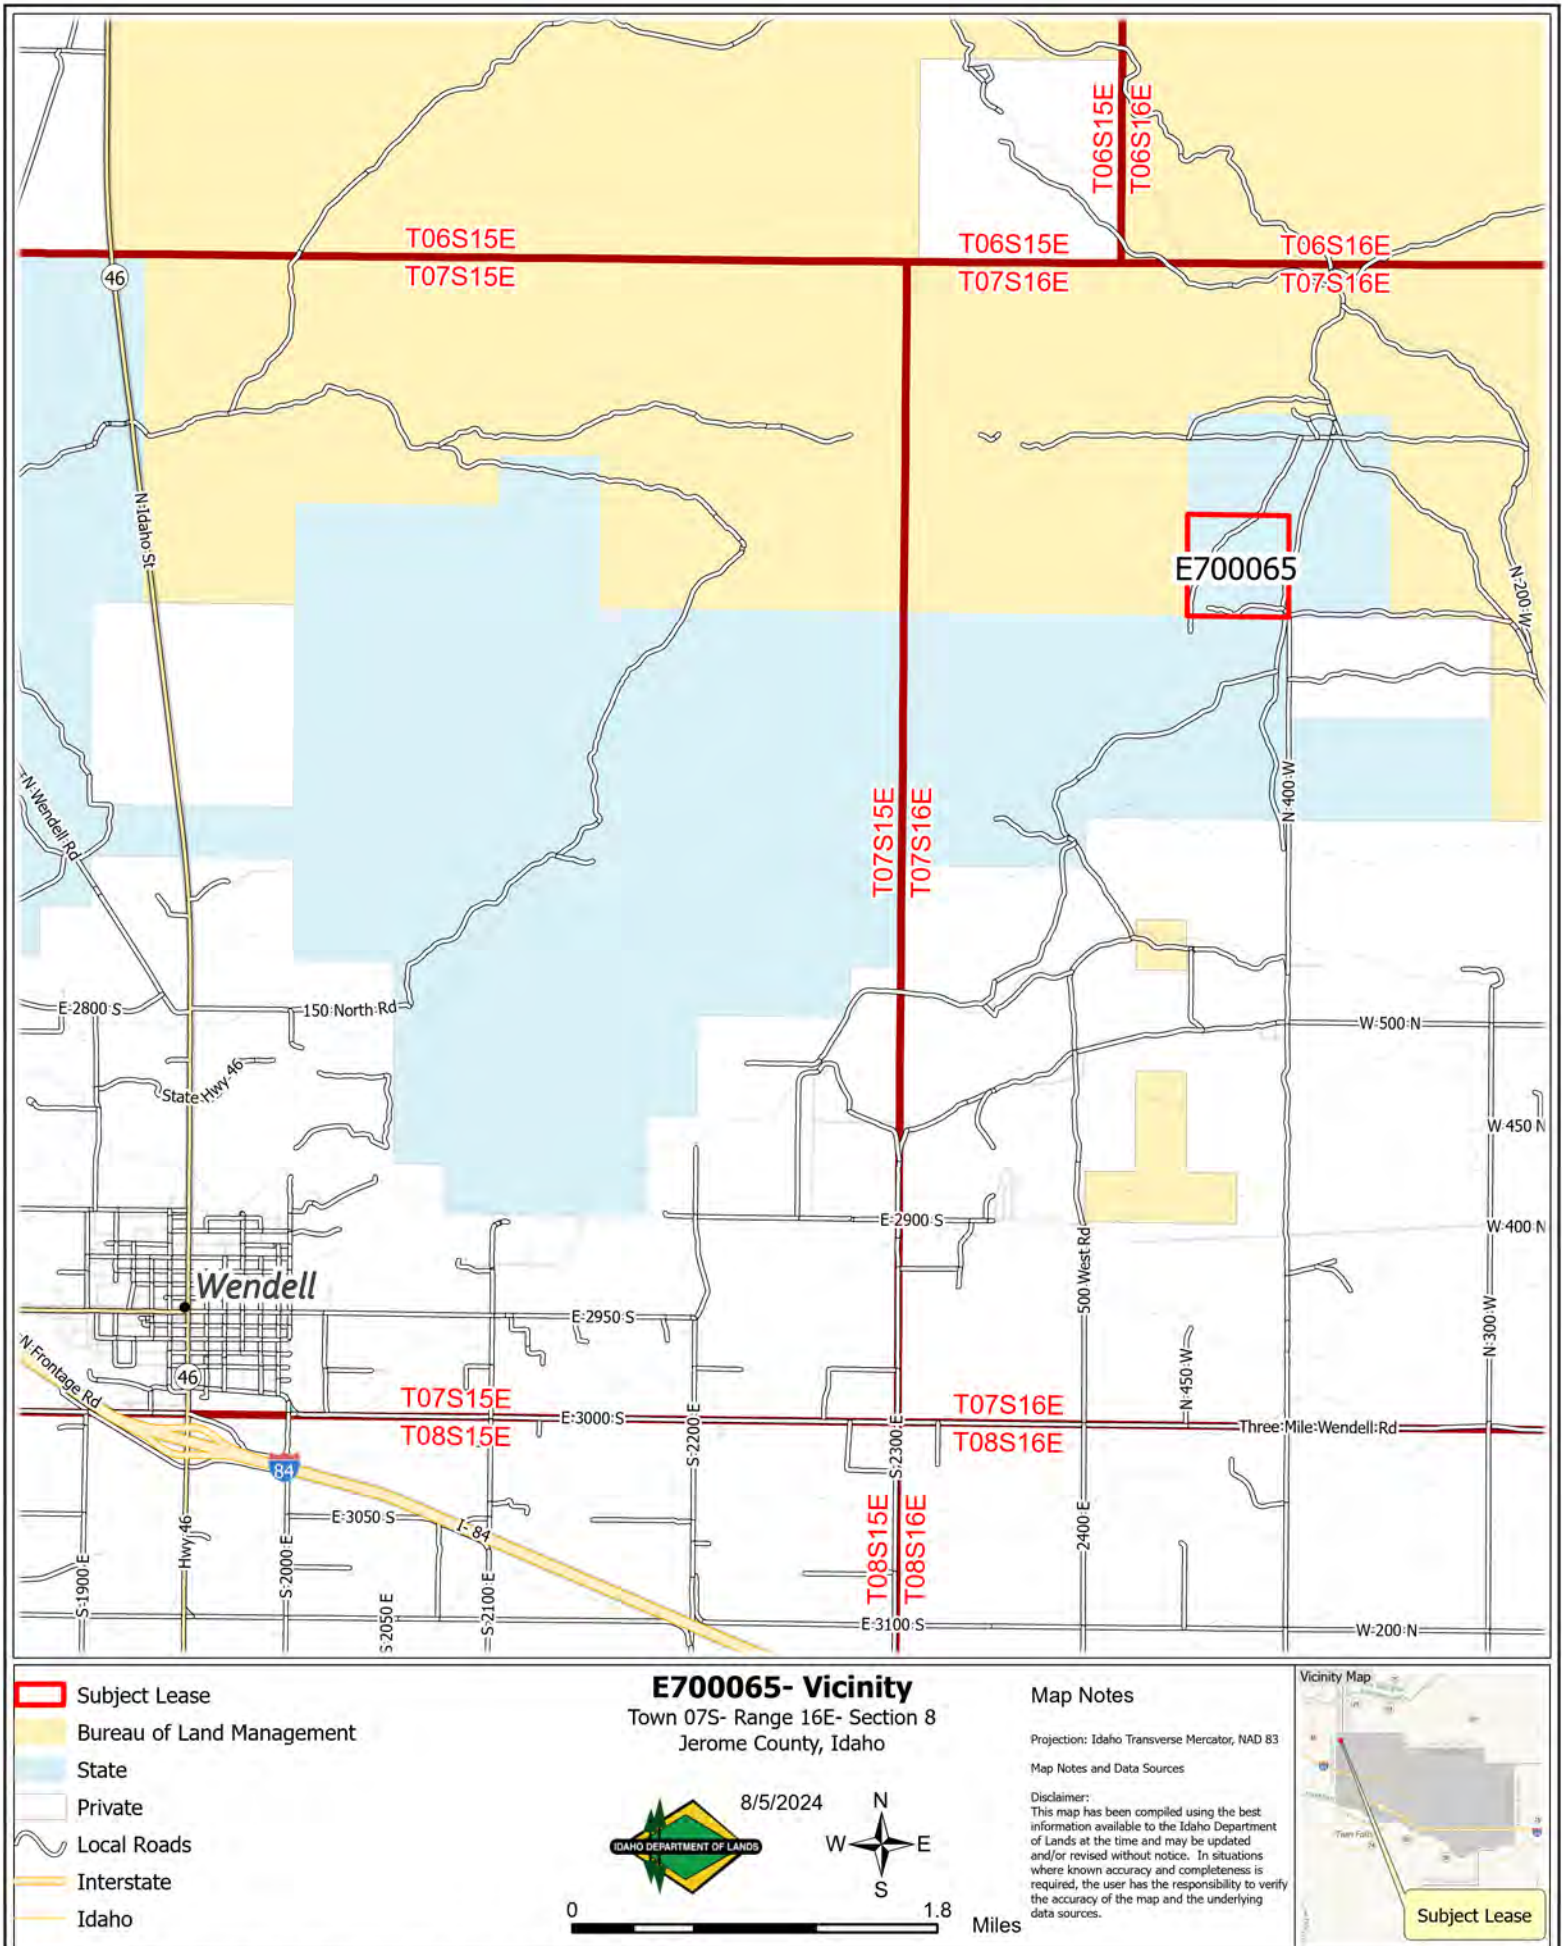 T06S15E
T06S16E
T06S15E
T06S15E
T06S16E
46
T07S15E
T07S16E
T07S16E
N Idaho St
E700065
N 200 W
N Wendell Rd
T07S15E
T07S16E
N 400 W
E 2800 S
150 North Rd
W 500 N
State Hwy 46
W 450 N
E 2900 S
W 400 N
500 West Rd
Wendell
E 2950 S
N 300 W
N Frontage Rd
46
N 450 W
T07S15E
T07S16E
E 3000 S
Three Mile Wendell Rd
T08S15E
T08S16E
S 2200 E
S 2300 E
84
E 3050 S
I- 84
T08S15E
T08S16E
Hwy 46
2400 E
S 1900 E
S 2000 E
S 2050 E
S 2100 E
E 3100 S
W 200 N
Subject Lease
Bureau of Land Management
State
Private
Local Roads
Interstate
Idaho
E700065- Vicinity
Town 07S- Range 16E- Section 8
Jerome County, Idaho
8/5/2024
IDAHO DEPARTMENT OF LANDS
N
W
E
S
0
1.8
Miles
Map Notes
Projection: Idaho Transverse Mercator, NAD 83
Map Notes and Data Sources
Disclaimer:
This map has been compiled using the best
information available to the Idaho Department
of Lands at the time and may be updated
and/or revised without notice. In situations
where known accuracy and completeness is
required, the user has the responsibility to verify
the accuracy of the map and the underlying
data sources.
Vicinity Map
Twin Falls
Subject Lease